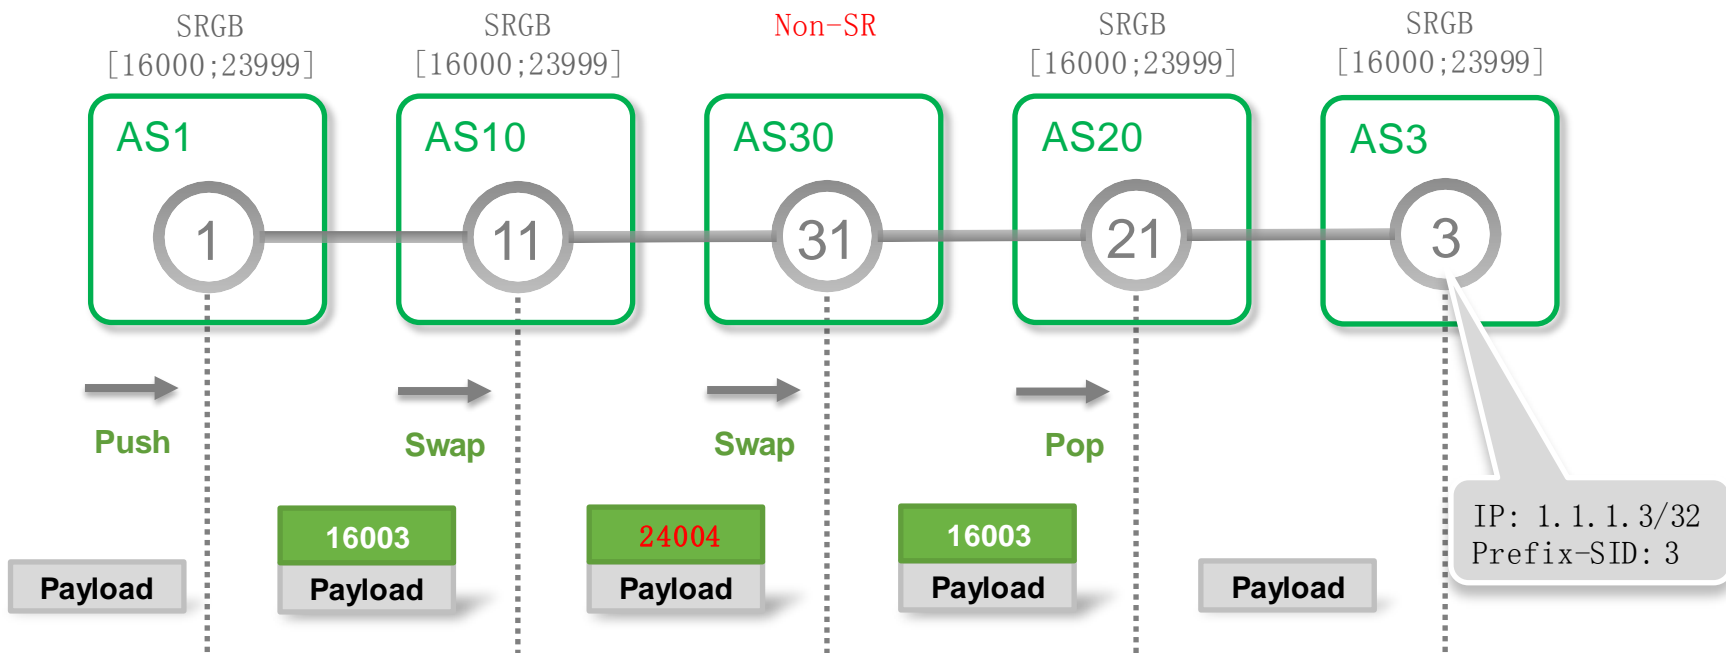 SRGB
[16000;23999]
SRGB
[16000;23999]
Non-SR
SRGB
[16000;23999]
SRGB
[16000;23999]
AS1
AS10
AS30
AS20
AS3
1
11
31
21
3
Push
Swap
Swap
Pop
IP: 1.1.1.3/32
Prefix-SID: 3
16003
24004
16003
Payload
Payload
Payload
Payload
Payload